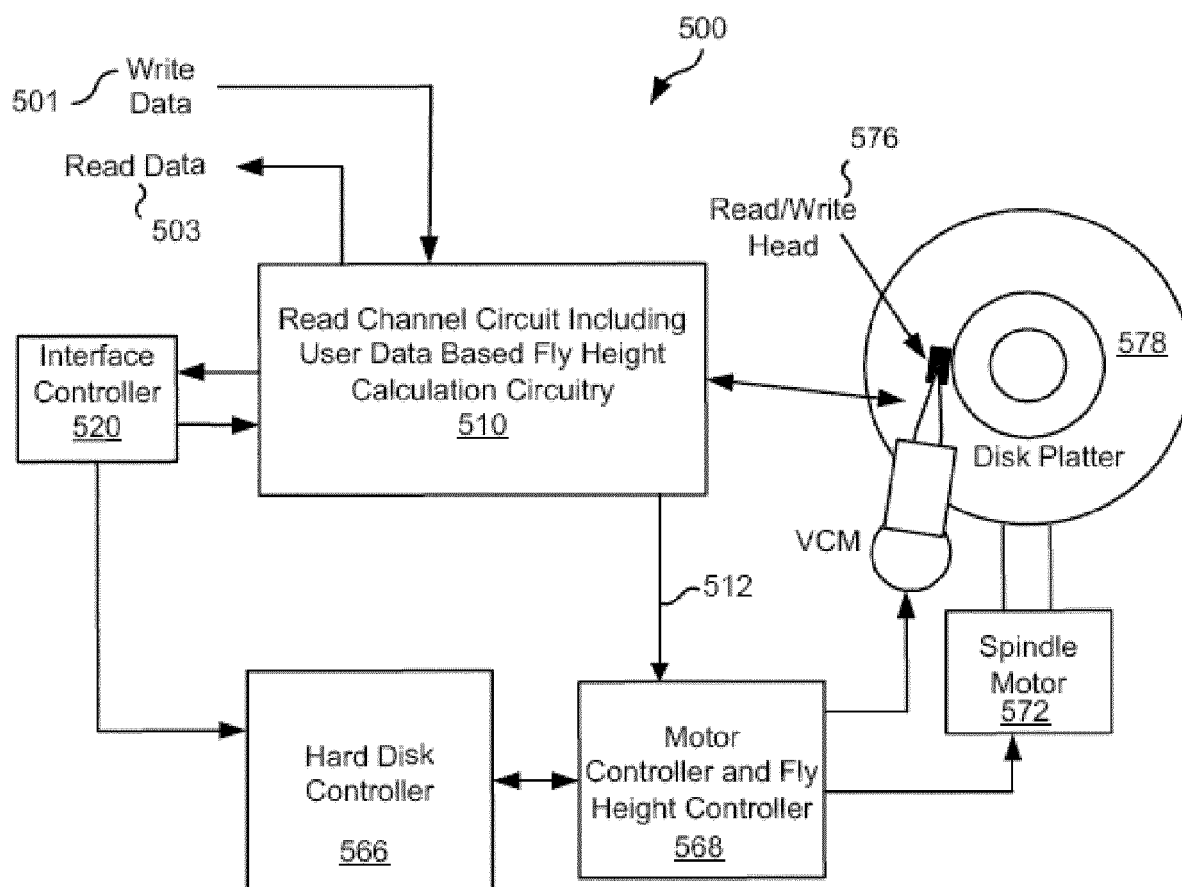 500
501
Write
Data
Read Data
503
576
Read/Write
Head
Read Channel Circuit Including
User Data Based Fly Height
Calculation Circuitry
510
Interface
Controller
520
578
Disk Platter
VCM
512
Spindle
Motor
572
Hard Disk
Controller
566
Motor
Controller and Fly
Height Controller
568